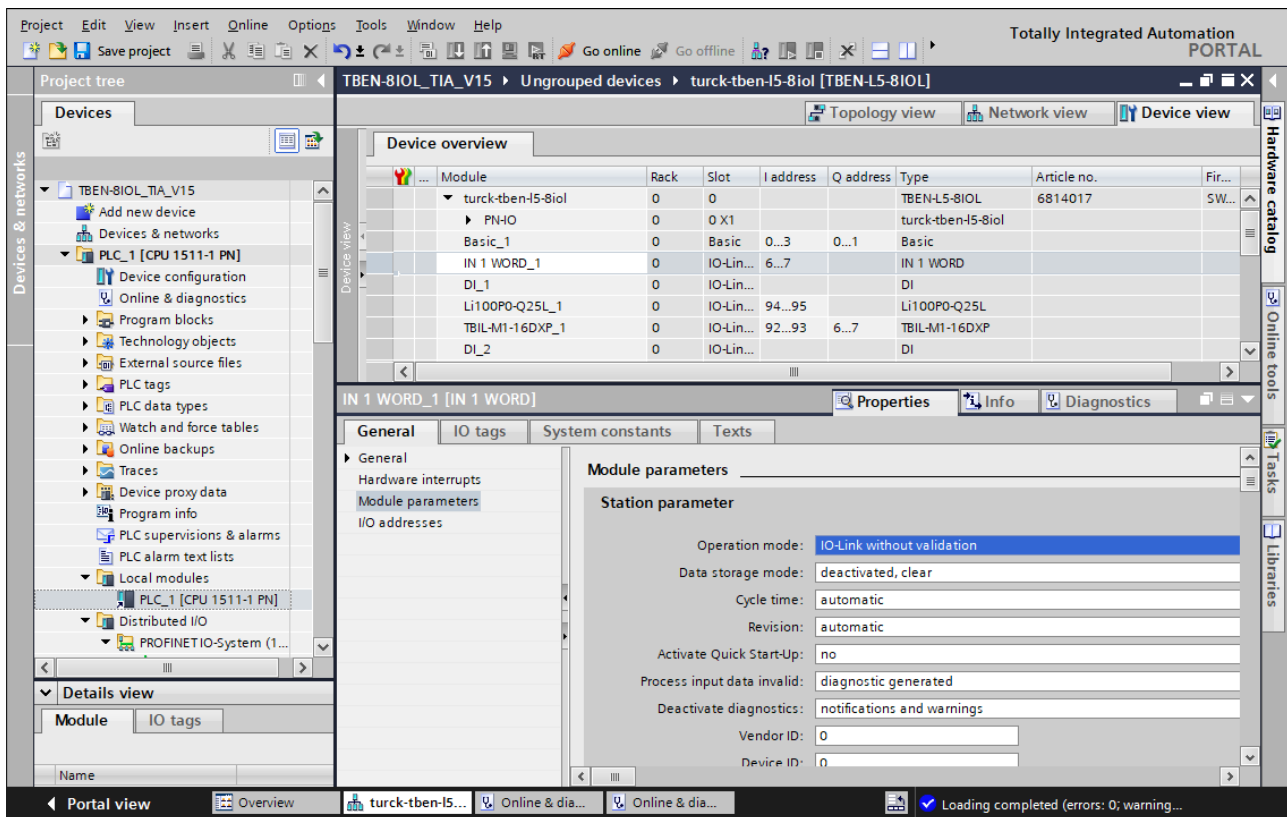 Project Edit View Insert Online Options Tools Window Help
Totally Integrated Automation
PORTAL
Save project Go online Go offline
Project tree
TBEN-8IOL_TIA_V15 Ungrouped devices turck-tben-l5-8iol [TBEN-L5-8IOL]
Devices
Topology view Network view Device view
Device overview
... Module Rack Slot I address Q address Type Article no. Fir...
turck-tben-l5-8iol 0 0 TBEN-L5-8IOL 6814017 SW...
PN-IO 0 0 X1 turck-tben-l5-8iol
Basic_1 0 Basic 0...3 0...1 Basic
IN 1 WORD_1 0 IO-Lin... 6...7 IN 1 WORD
DI_1 0 IO-Lin... DI
Li100P0-Q25L_1 0 IO-Lin... 94...95 Li100P0-Q25L
TBIL-M1-16DXP_1 0 IO-Lin... 92...93 6...7 TBIL-M1-16DXP
DI_2 0 IO-Lin... DI
TBEN-8IOL_TIA_V15
Add new device
Devices & networks
PLC_1 [CPU 1511-1 PN]
Device configuration
Online & diagnostics
Program blocks
Technology objects
External source files
PLC tags
PLC data types
Watch and force tables
Online backups
Traces
Device proxy data
Program info
PLC supervisions & alarms
PLC alarm text lists
Local modules
PLC_1 [CPU 1511-1 PN]
Distributed I/O
PROFINET IO-System (1...
Details view
Module IO tags
Name
IN 1 WORD_1 [IN 1 WORD]
Properties Info Diagnostics
General IO tags System constants Texts
General
Hardware interrupts
Module parameters
I/O addresses
Module parameters
Station parameter
Operation mode: IO-Link without validation
Data storage mode: deactivated, clear
Cycle time: automatic
Revision: automatic
Activate Quick Start-Up: no
Process input data invalid: diagnostic generated
Deactivate diagnostics: notifications and warnings
Vendor ID: 0
Device ID: 0
Devices & networks
Device view
Hardware catalog
Online tools
Tasks
Libraries
Portal view Overview turck-tben-l5... Online & dia... Online & dia... Loading completed (errors: 0; warning...